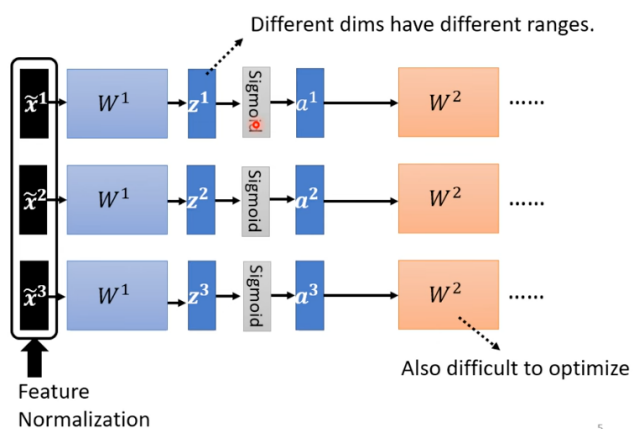 Different dims have different ranges.
x̃¹ W¹ z¹ Sigmoid a¹ W² ......
x̃² W¹ z² Sigmoid a² W² ......
x̃³ W¹ z³ Sigmoid a³ W² ......
Also difficult to optimize
Feature
Normalization
5